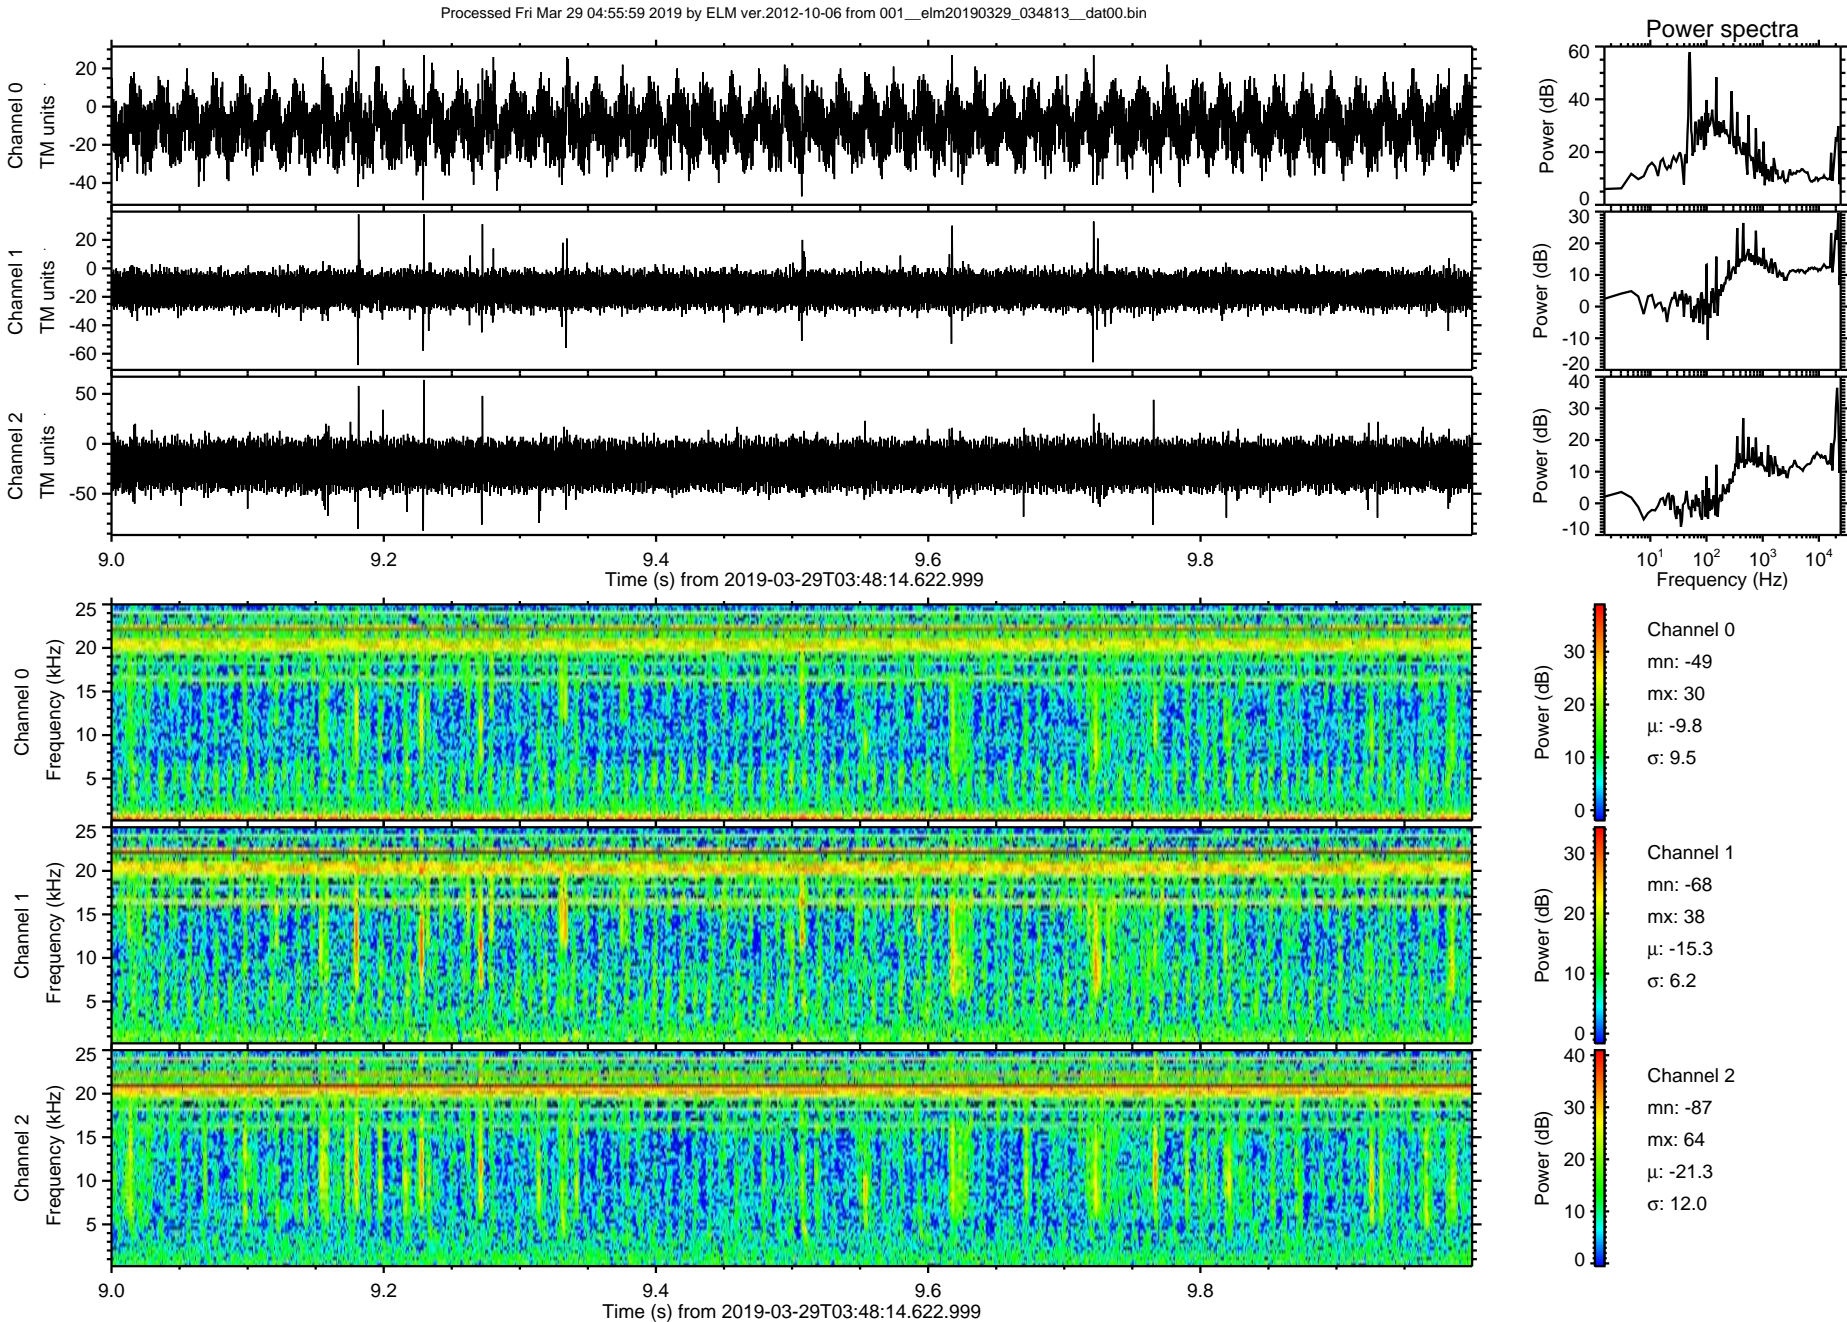 Processed Fri Mar 29 04:55:59 2019 by ELM ver.2012-10-06 from 001__elm20190329_034813__dat00.bin
Power spectra
Channel 0
TM units
20
0
-20
-40
Power (dB)
60
40
20
0
Channel 1
TM units
20
0
-20
-40
-60
Power (dB)
30
20
10
0
-10
-20
Channel 2
TM units
50
0
-50
Power (dB)
40
30
20
10
0
-10
9.0 9.2 9.4 9.6 9.8
Time (s) from 2019-03-29T03:48:14.622.999
10^1 10^2 10^3 10^4
Frequency (Hz)
Channel 0
Frequency (kHz)
25
20
15
10
5
Power (dB)
30
20
10
0
Channel 0
mn: -49
mx: 30
μ: -9.8
σ: 9.5
Channel 1
Frequency (kHz)
25
20
15
10
5
Power (dB)
30
20
10
0
Channel 1
mn: -68
mx: 38
μ: -15.3
σ: 6.2
Channel 2
Frequency (kHz)
25
20
15
10
5
Power (dB)
40
30
20
10
0
Channel 2
mn: -87
mx: 64
μ: -21.3
σ: 12.0
9.0 9.2 9.4 9.6 9.8
Time (s) from 2019-03-29T03:48:14.622.999